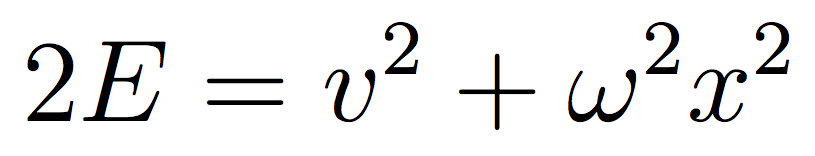 2E = v² + ω²x²